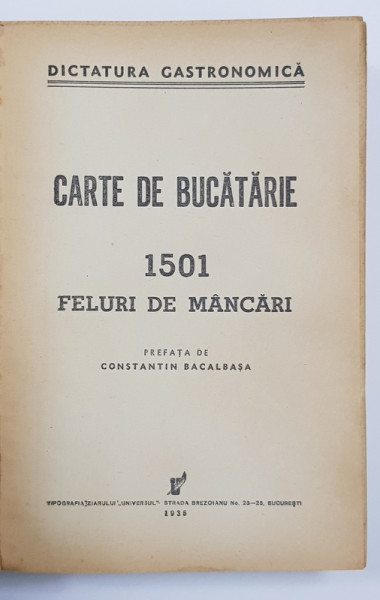 DICTATURA GASTRONOMICĂ
CARTE DE BUCĂTĂRIE
1501
FELURI DE MÂNCĂRI
PREFAȚA DE
CONSTANTIN BACALBAȘA
TIPOGRAFIA ZIARULUI „UNIVERSUL”- STRADA BREZOIANU No. 23—25, BUCUREȘTI
1935